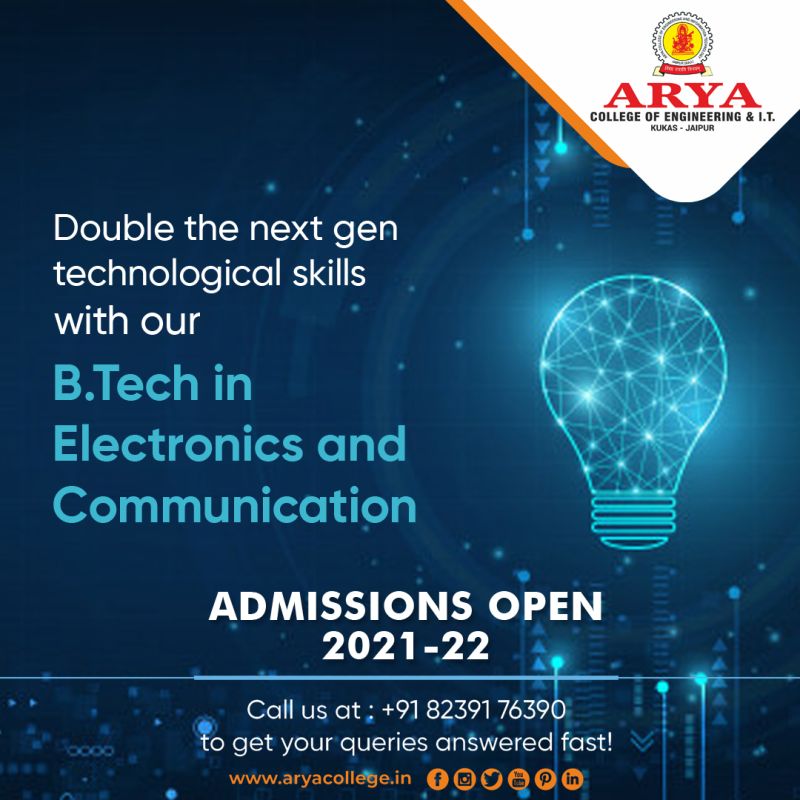 ARYA
COLLEGE OF ENGINEERING & I.T.
KUKAS - JAIPUR
Double the next gen
technological skills
with our
B.Tech in
Electronics and
Communication
ADMISSIONS OPEN
2021-22
Call us at : +91 82391 76390
to get your queries answered fast!
www.aryacollege.in